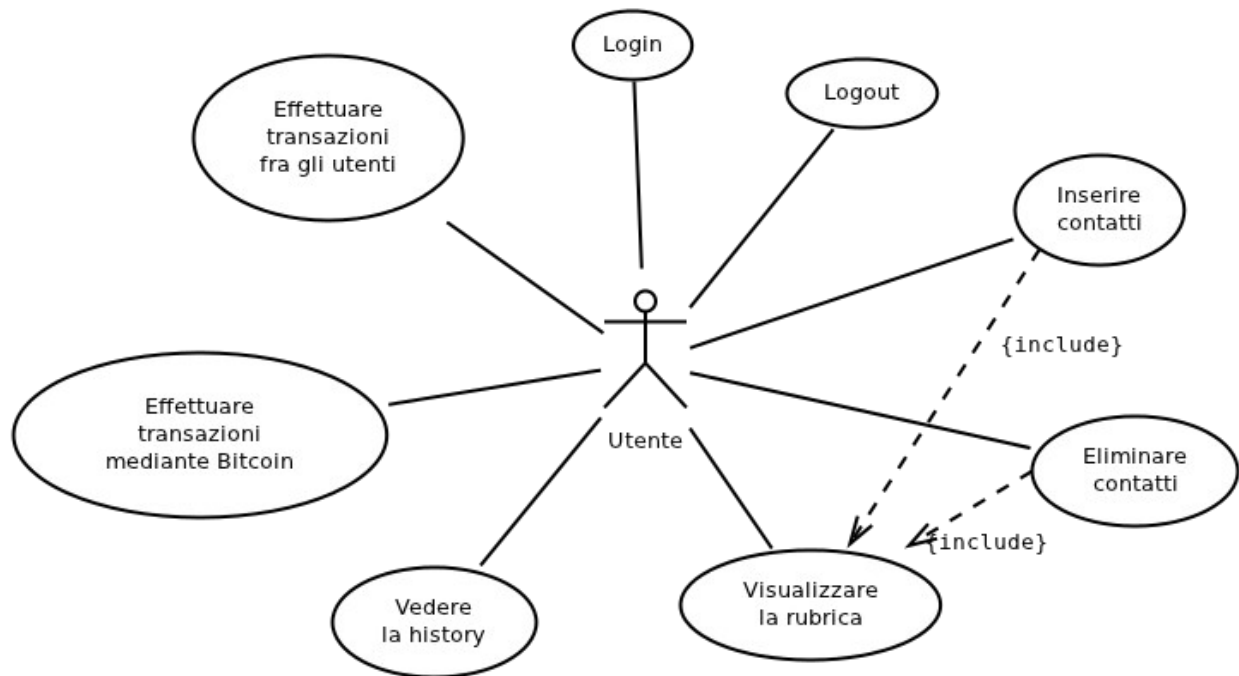 Login
Logout
Effettuare
transazioni
fra gli utenti
Inserire
contatti
{include}
Effettuare
transazioni
mediante Bitcoin
Utente
Eliminare
contatti
{include}
Vedere
la history
Visualizzare
la rubrica